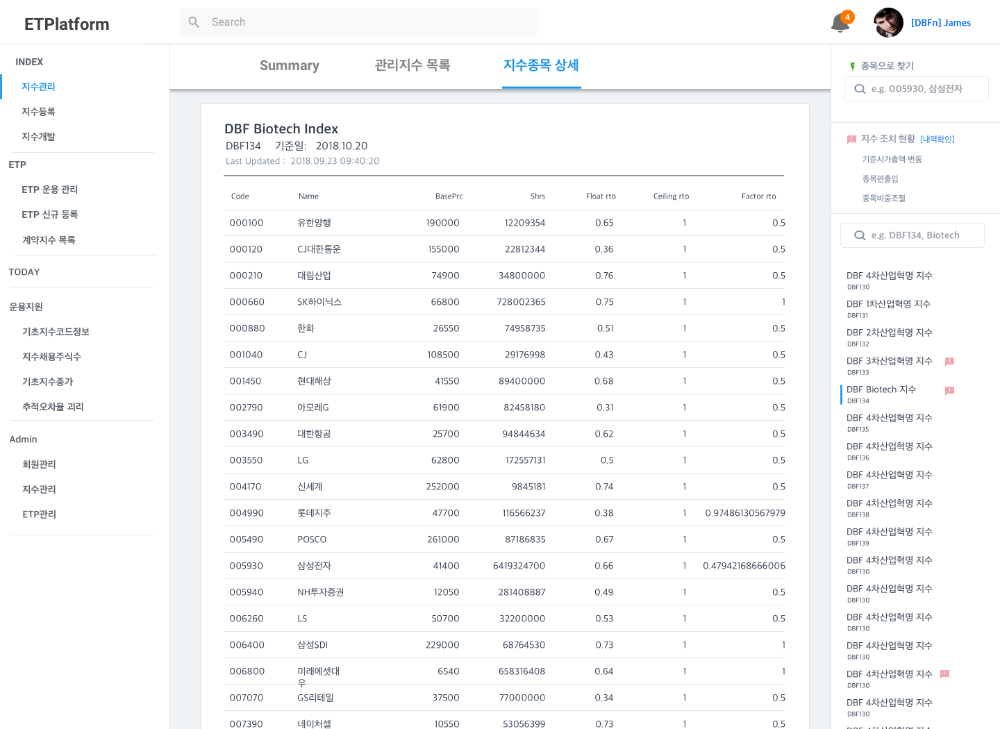 ETPlatform
Search
4
[DBFn] James
INDEX
지수관리
지수등록
지수개발
ETP
ETP 운용 관리
ETP 신규 등록
계약지수 목록
TODAY
운용지원
기초지수코드정보
지수채용주식수
기초지수종가
추적오차율 괴리
Admin
회원관리
지수관리
ETP관리
Summary 관리지수 목록 지수종목 상세
DBF Biotech Index
DBF134 기준일: 2018.10.20
Last Updated : 2018.09.23 09:40:20
Code Name BasePrc Shrs Float rto Ceiling rto Factor rto
000100 유한양행 190000 12209354 0.65 1 0.5
000120 CJ대한통운 155000 22812344 0.36 1 0.5
000210 대림산업 74900 34800000 0.76 1 0.5
000660 SK하이닉스 66800 728002365 0.75 1 1
000880 한화 26550 74958735 0.51 1 0.5
001040 CJ 108500 29176998 0.43 1 0.5
001450 현대해상 41550 89400000 0.68 1 0.5
002790 아모레G 61900 82458180 0.31 1 0.5
003490 대한항공 25700 94844634 0.62 1 0.5
003550 LG 62800 172557131 0.5 1 0.5
004170 신세계 252000 9845181 0.74 1 0.5
004990 롯데지주 47700 116566237 0.38 1 0.97486130567979
005490 POSCO 261000 87186835 0.67 1 0.5
005930 삼성전자 41400 6419324700 0.66 1 0.47942168666006
005940 NH투자증권 12050 281408887 0.49 1 0.5
006260 LS 50700 32200000 0.53 1 0.5
006400 삼성SDI 229000 68764530 0.73 1 1
006800 미래에셋대 6540 658316408 0.64 1 1
우
007070 GS리테일 37500 77000000 0.34 1 0.5
007390 네이처셀 10550 53056399 0.73 1 0.5
종목으로 찾기
e.g. 005930, 삼성전자
지수 조치 현황 [내역확인]
기준시가총액 변동
종목편출입
종목비중조절
e.g. DBF134, Biotech
DBF 4차산업혁명 지수
DBF130
DBF 1차산업혁명 지수
DBF131
DBF 2차산업혁명 지수
DBF132
DBF 3차산업혁명 지수
DBF133
DBF Biotech 지수
DBF134
DBF 4차산업혁명 지수
DBF135
DBF 4차산업혁명 지수
DBF136
DBF 4차산업혁명 지수
DBF137
DBF 4차산업혁명 지수
DBF138
DBF 4차산업혁명 지수
DBF139
DBF 4차산업혁명 지수
DBF130
DBF 4차산업혁명 지수
DBF130
DBF 4차산업혁명 지수
DBF130
DBF 4차산업혁명 지수
DBF130
DBF 4차산업혁명 지수
DBF130
DBF 4차산업혁명 지수
DBF130